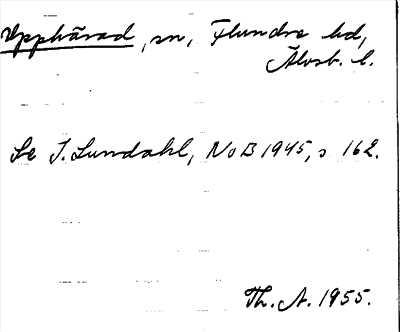 Upphärad, sn, Flundre hd,
Älvsb. l.
Se I. Lundahl, NoB 1945, s 162.
Th. A. 1955.